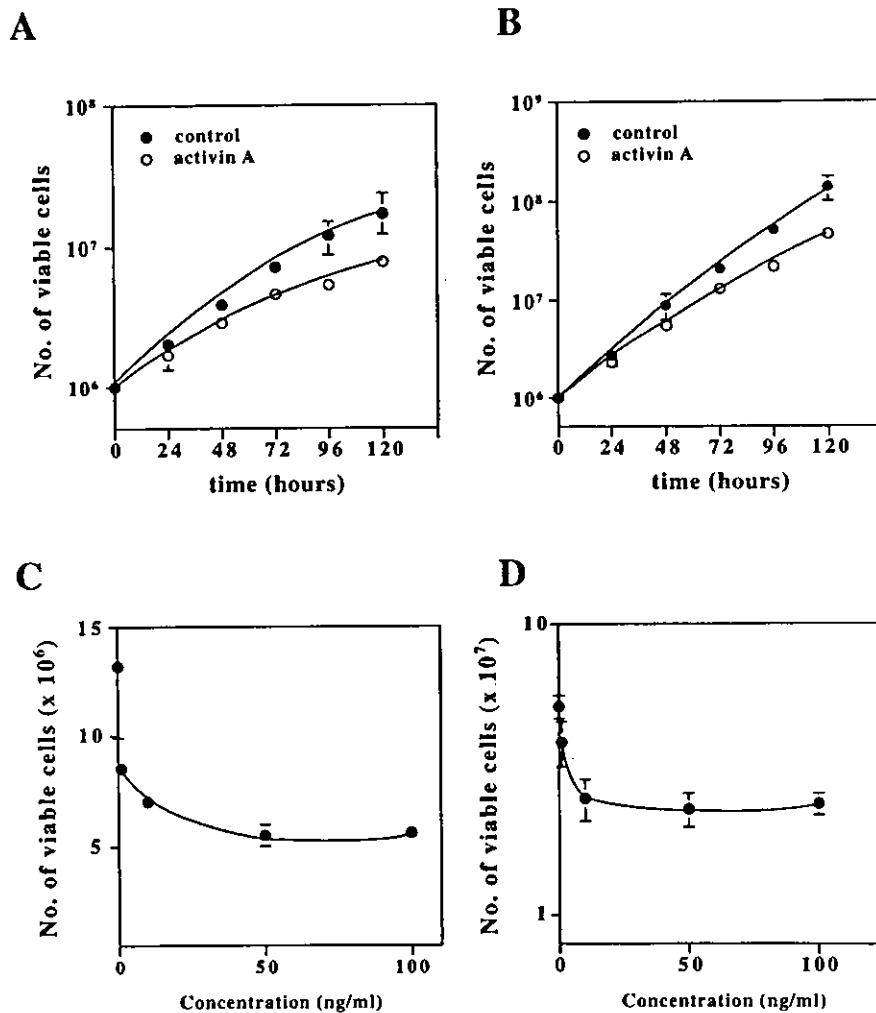 A
No. of viable cells
10⁸
10⁷
10⁶
control
activin A
0 24 48 72 96 120
time (hours)
B
No. of viable cells
10⁹
10⁸
10⁷
10⁶
control
activin A
0 24 48 72 96 120
time (hours)
C
No. of viable cells (x 10⁶)
15
10
5
0 50 100
Concentration (ng/ml)
D
No. of viable cells (x 10⁷)
10
1
0 50 100
Concentration (ng/ml)